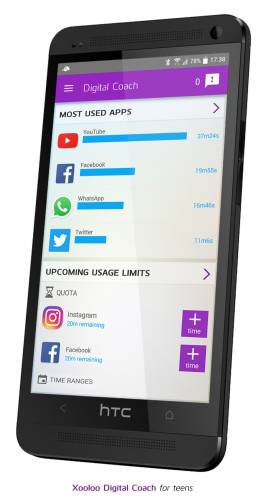 78% 17:38
Digital Coach
0
MOST USED APPS
YouTube
37m24s
Facebook
19m55s
WhatsApp
16m46s
Twitter
11m6s
UPCOMING USAGE LIMITS
QUOTA
Instagram
20m remaining
+ time
Facebook
20m remaining
+ time
TIME RANGES
hTC
Xooloo Digital Coach for teens